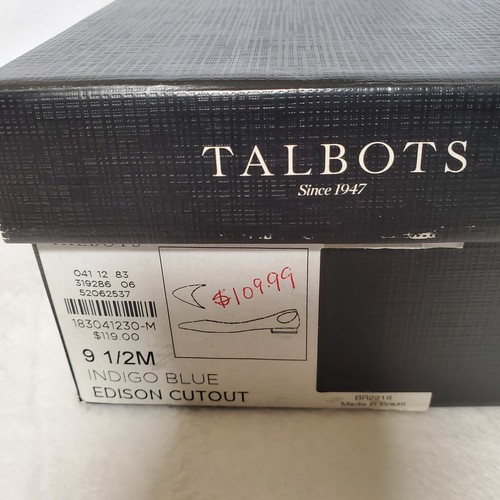 TALBOTS
Since 1947
TALBOTS
041 12 83
319286 06
52062537
183041230-M
$119.00
$109.99
9 1/2M
INDIGO BLUE
EDISON CUTOUT
BR2216
Made in Brazil